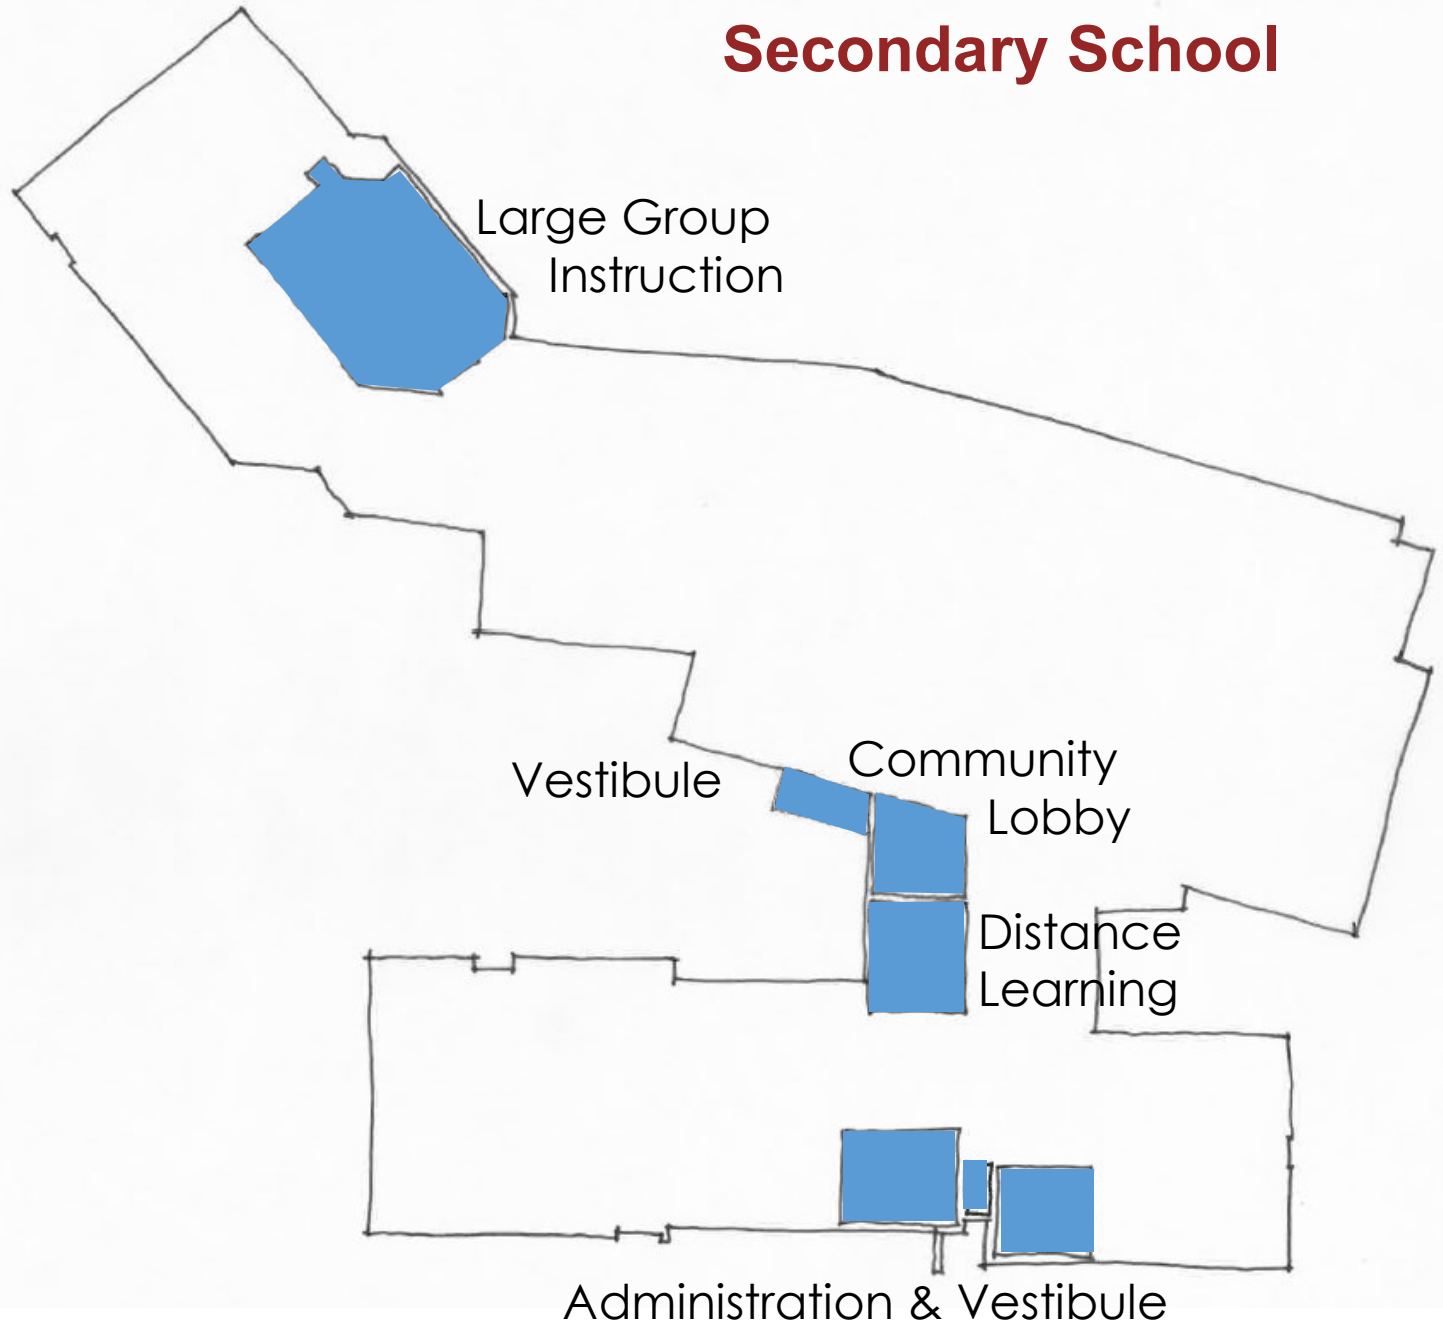 Secondary School
Large Group
Instruction
Vestibule
Community
Lobby
Distance
Learning
Administration & Vestibule